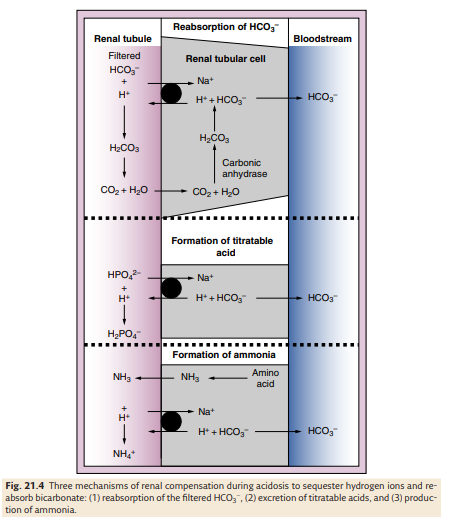 Reabsorption of HCO₃⁻
Renal tubule
Bloodstream
Filtered
HCO₃⁻
+
H⁺
H₂CO₃
CO₂ + H₂O
Renal tubular cell
Na⁺
H⁺ + HCO₃⁻
H₂CO₃
Carbonic
anhydrase
CO₂ + H₂O
HCO₃⁻
Formation of titratable
acid
HPO₄²⁻
+
H⁺
H₂PO₄⁻
Na⁺
H⁺ + HCO₃⁻
HCO₃⁻
Formation of ammonia
NH₃
NH₃
Amino
acid
+
H⁺
NH₄⁺
Na⁺
H⁺ + HCO₃⁻
HCO₃⁻
Fig. 21.4 Three mechanisms of renal compensation during acidosis to sequester hydrogen ions and re-
absorb bicarbonate: (1) reabsorption of the filtered HCO₃⁻, (2) excretion of titratable acids, and (3) produc-
tion of ammonia.